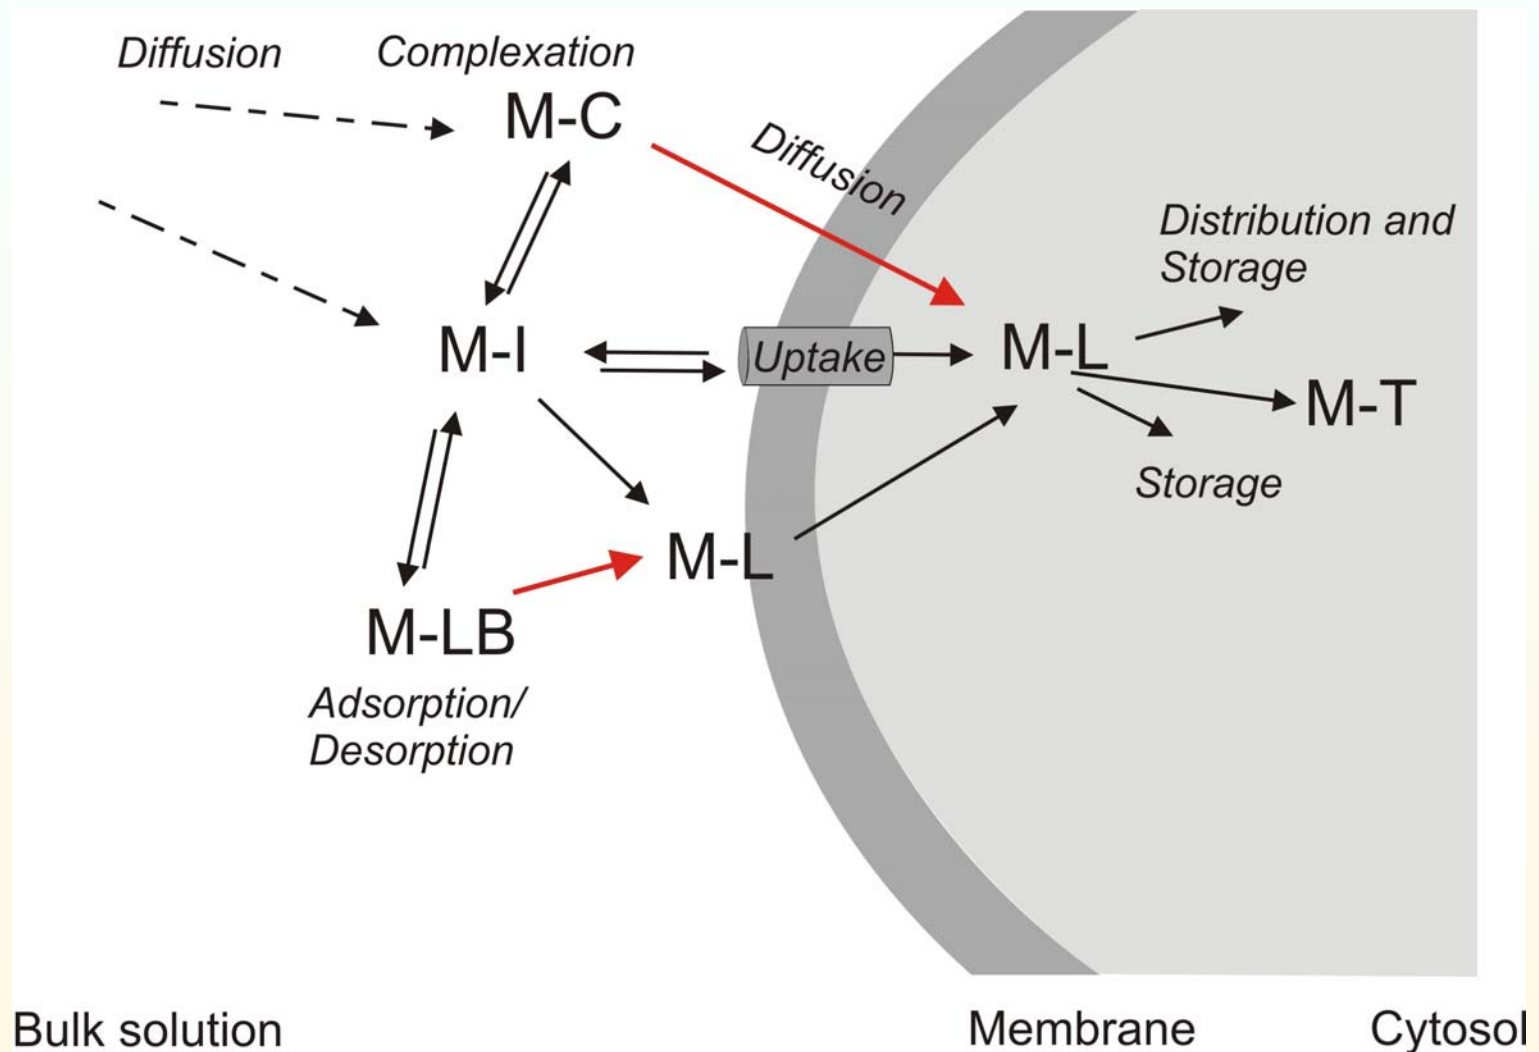 Diffusion
Complexation
M-C
Diffusion
Distribution and
Storage
M-I
Uptake
M-L
M-T
Storage
M-L
M-LB
Adsorption/
Desorption
Bulk solution
Membrane
Cytosol